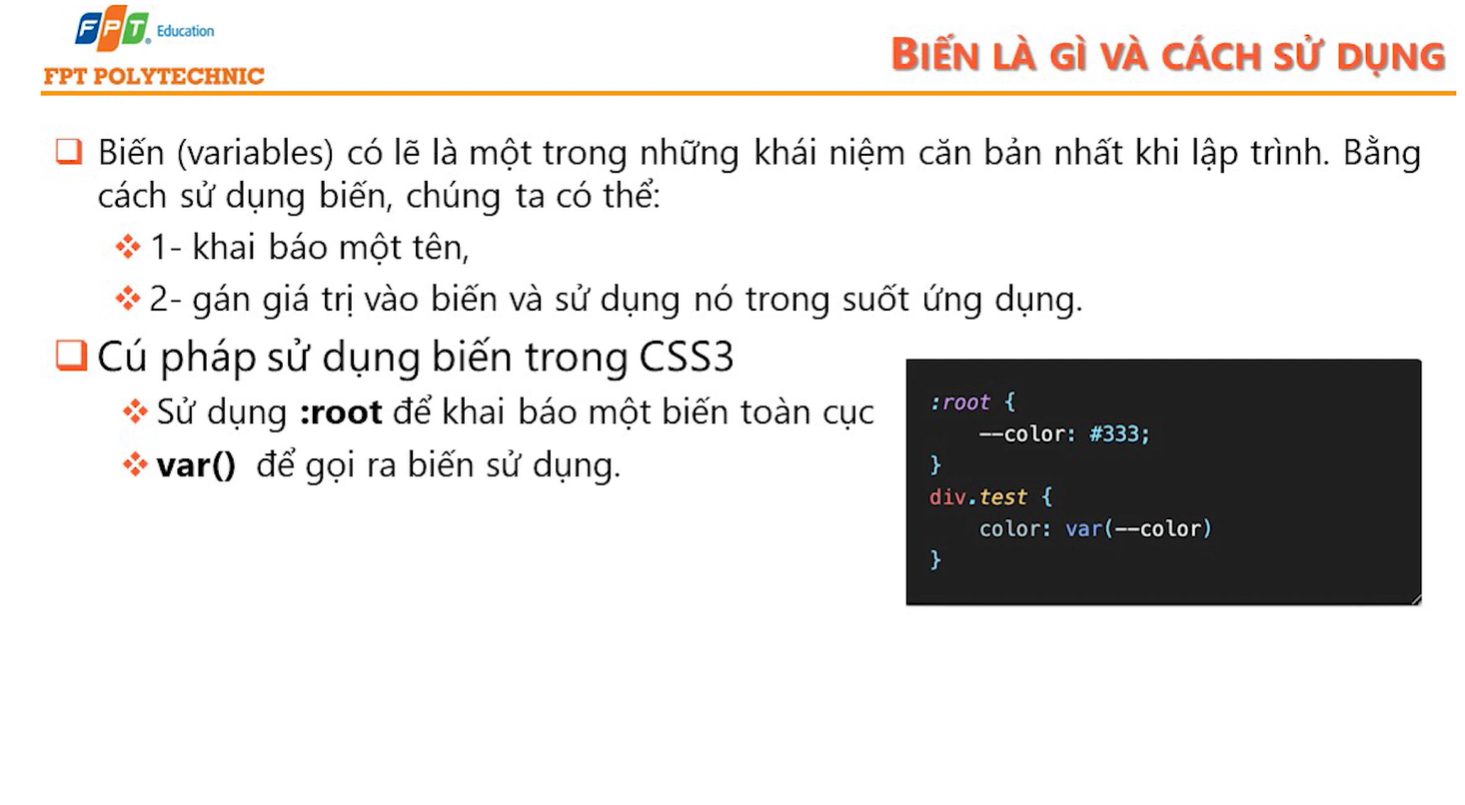 FPT Education
FPT POLYTECHNIC
BIẾN LÀ GÌ VÀ CÁCH SỬ DỤNG
Biến (variables) có lẽ là một trong những khái niệm căn bản nhất khi lập trình. Bằng
cách sử dụng biến, chúng ta có thể:
1- khai báo một tên,
2- gán giá trị vào biến và sử dụng nó trong suốt ứng dụng.
Cú pháp sử dụng biến trong CSS3
Sử dụng :root để khai báo một biến toàn cục
var() để gọi ra biến sử dụng.
:root {
--color: #333;
}
div.test {
color: var(--color)
}